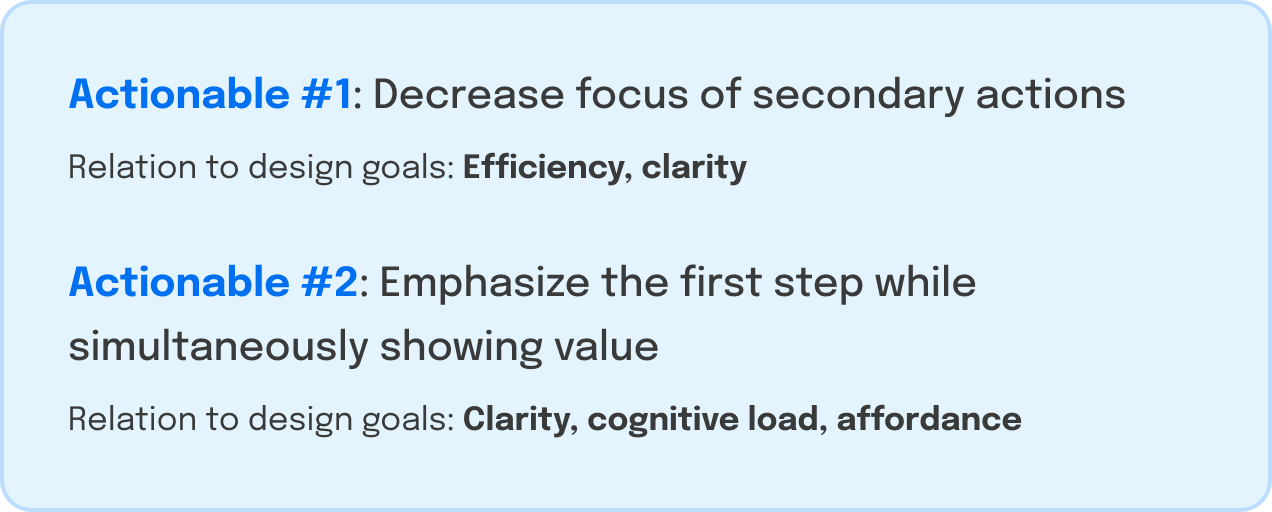 Actionable #1: Decrease focus of secondary actions
Relation to design goals: Efficiency, clarity
Actionable #2: Emphasize the first step while
simultaneously showing value
Relation to design goals: Clarity, cognitive load, affordance